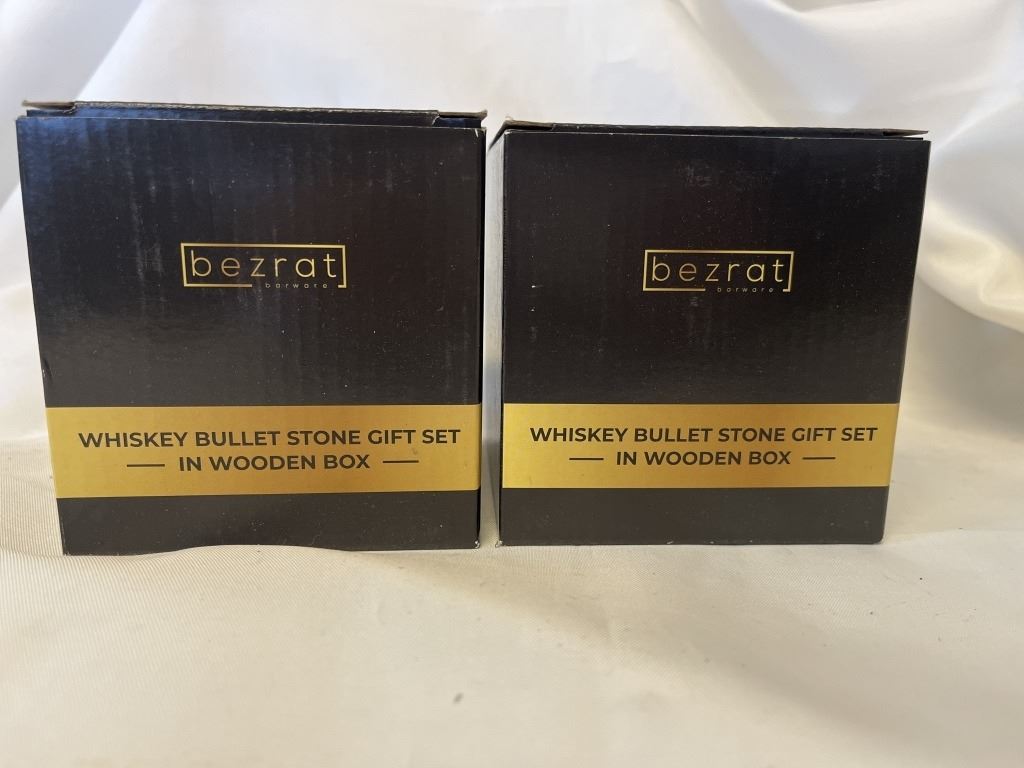 bezrat
barware
WHISKEY BULLET STONE GIFT SET
IN WOODEN BOX
bezrat
barware
WHISKEY BULLET STONE GIFT SET
IN WOODEN BOX